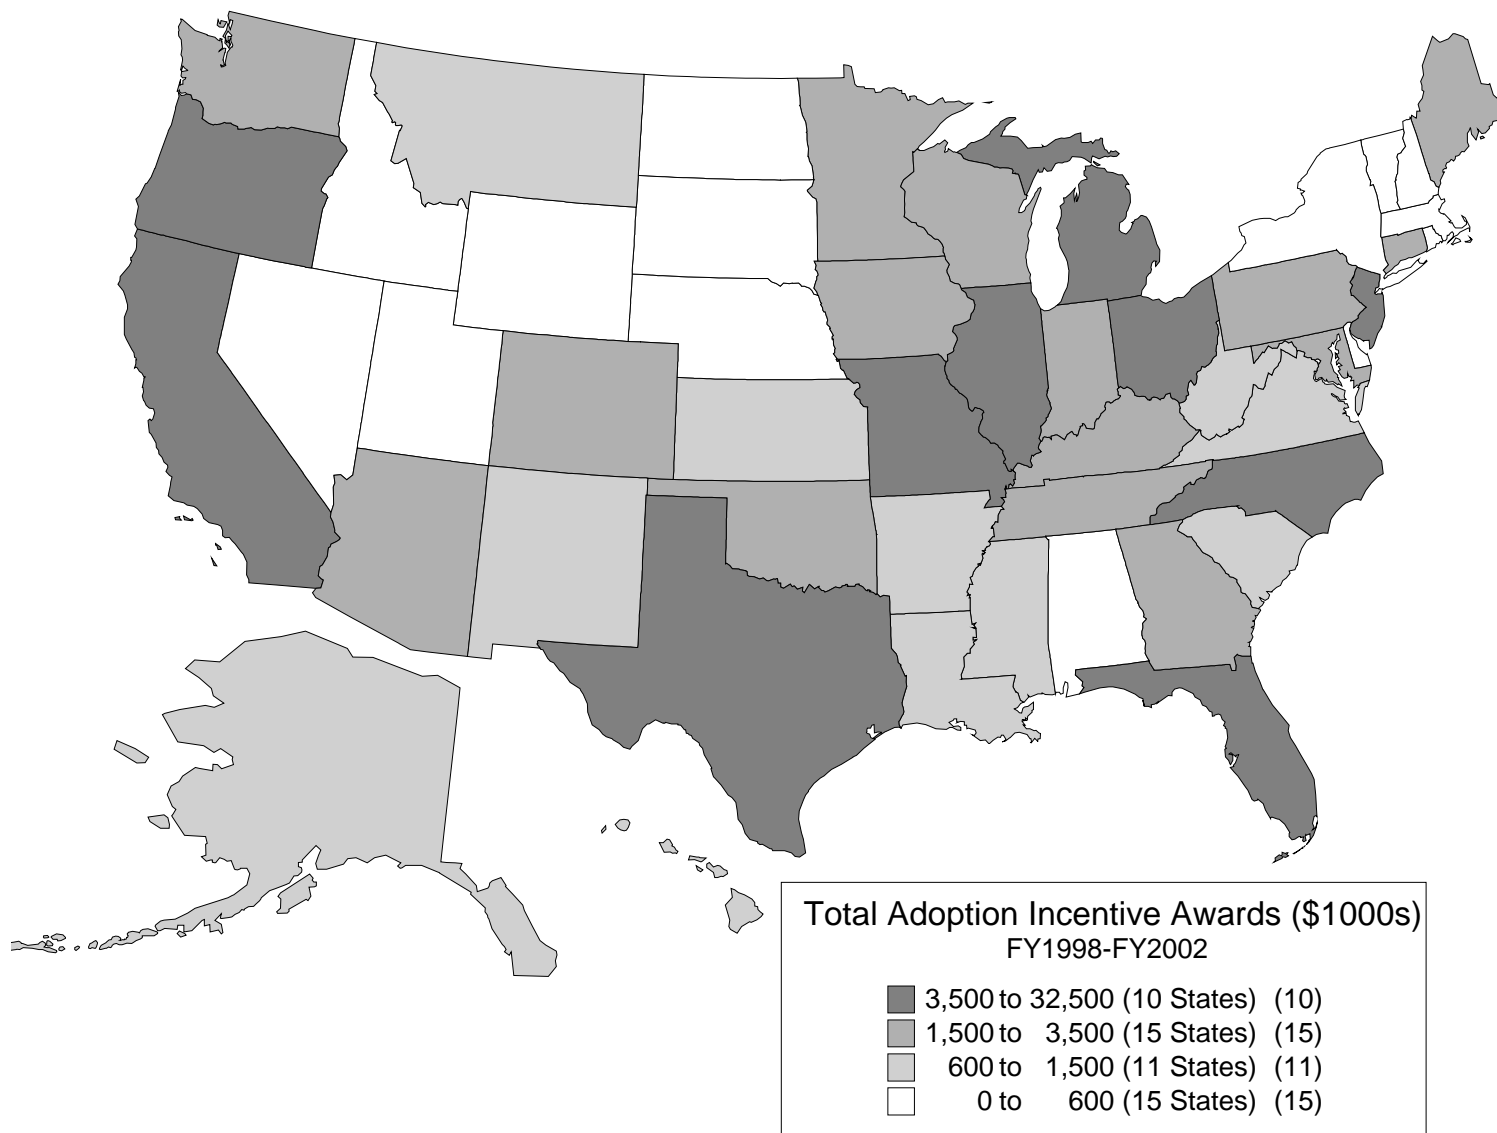 Total Adoption Incentive Awards ($1000s)
FY1998-FY2002
3,500 to 32,500 (10 States) (10)
1,500 to 3,500 (15 States) (15)
600 to 1,500 (11 States) (11)
0 to 600 (15 States) (15)